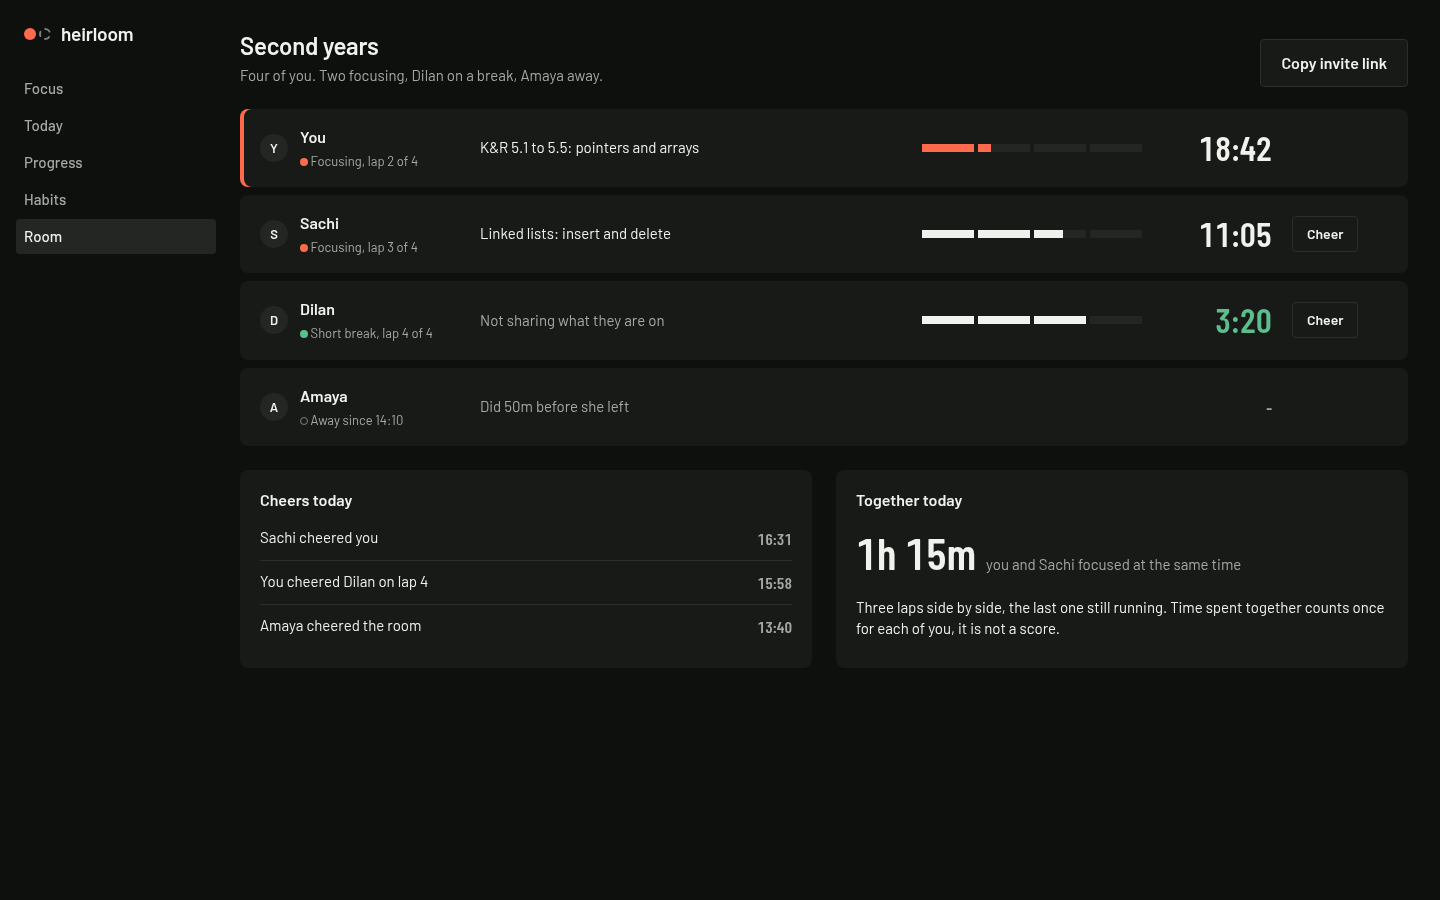 heirloom
Focus
Today
Progress
Habits
Room
Second years
Four of you. Two focusing, Dilan on a break, Amaya away.
Copy invite link
Y
You
Focusing, lap 2 of 4
K&R 5.1 to 5.5: pointers and arrays
18:42
S
Sachi
Focusing, lap 3 of 4
Linked lists: insert and delete
11:05
Cheer
D
Dilan
Short break, lap 4 of 4
Not sharing what they are on
3:20
Cheer
A
Amaya
Away since 14:10
Did 50m before she left
-
Cheers today
Sachi cheered you
16:31
You cheered Dilan on lap 4
15:58
Amaya cheered the room
13:40
Together today
1h 15m you and Sachi focused at the same time
Three laps side by side, the last one still running. Time spent together counts once
for each of you, it is not a score.